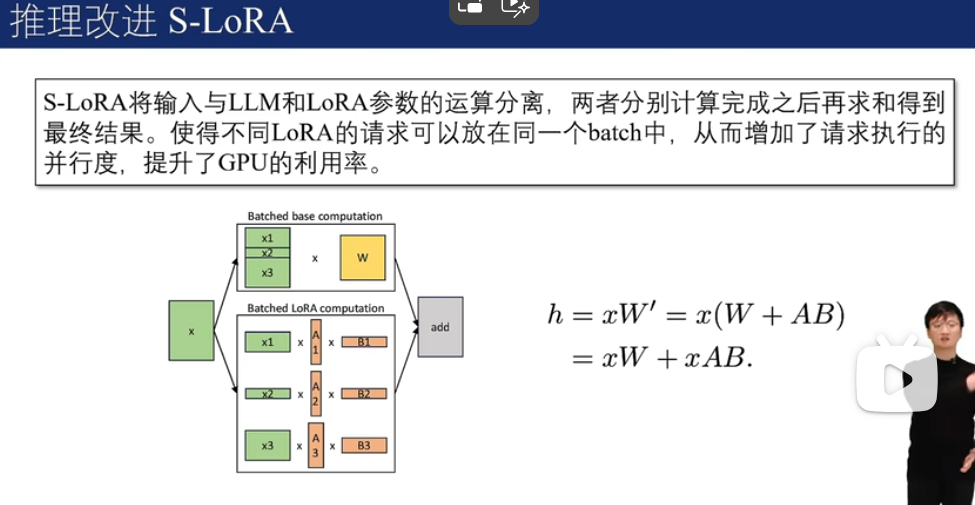 推理改进 S-LoRA
S-LoRA将输入与LLM和LoRA参数的运算分离，两者分别计算完成之后再求和得到
最终结果。使得不同LoRA的请求可以放在同一个batch中，从而增加了请求执行的
并行度，提升了GPU的利用率。
Batched base computation
x1
x2
x3
x
W
x
Batched LoRA computation
x1 x A1 x B1
x2 x A2 x B2
x3 x A3 x B3
add
h = xW′ = x(W + AB)
= xW + xAB.